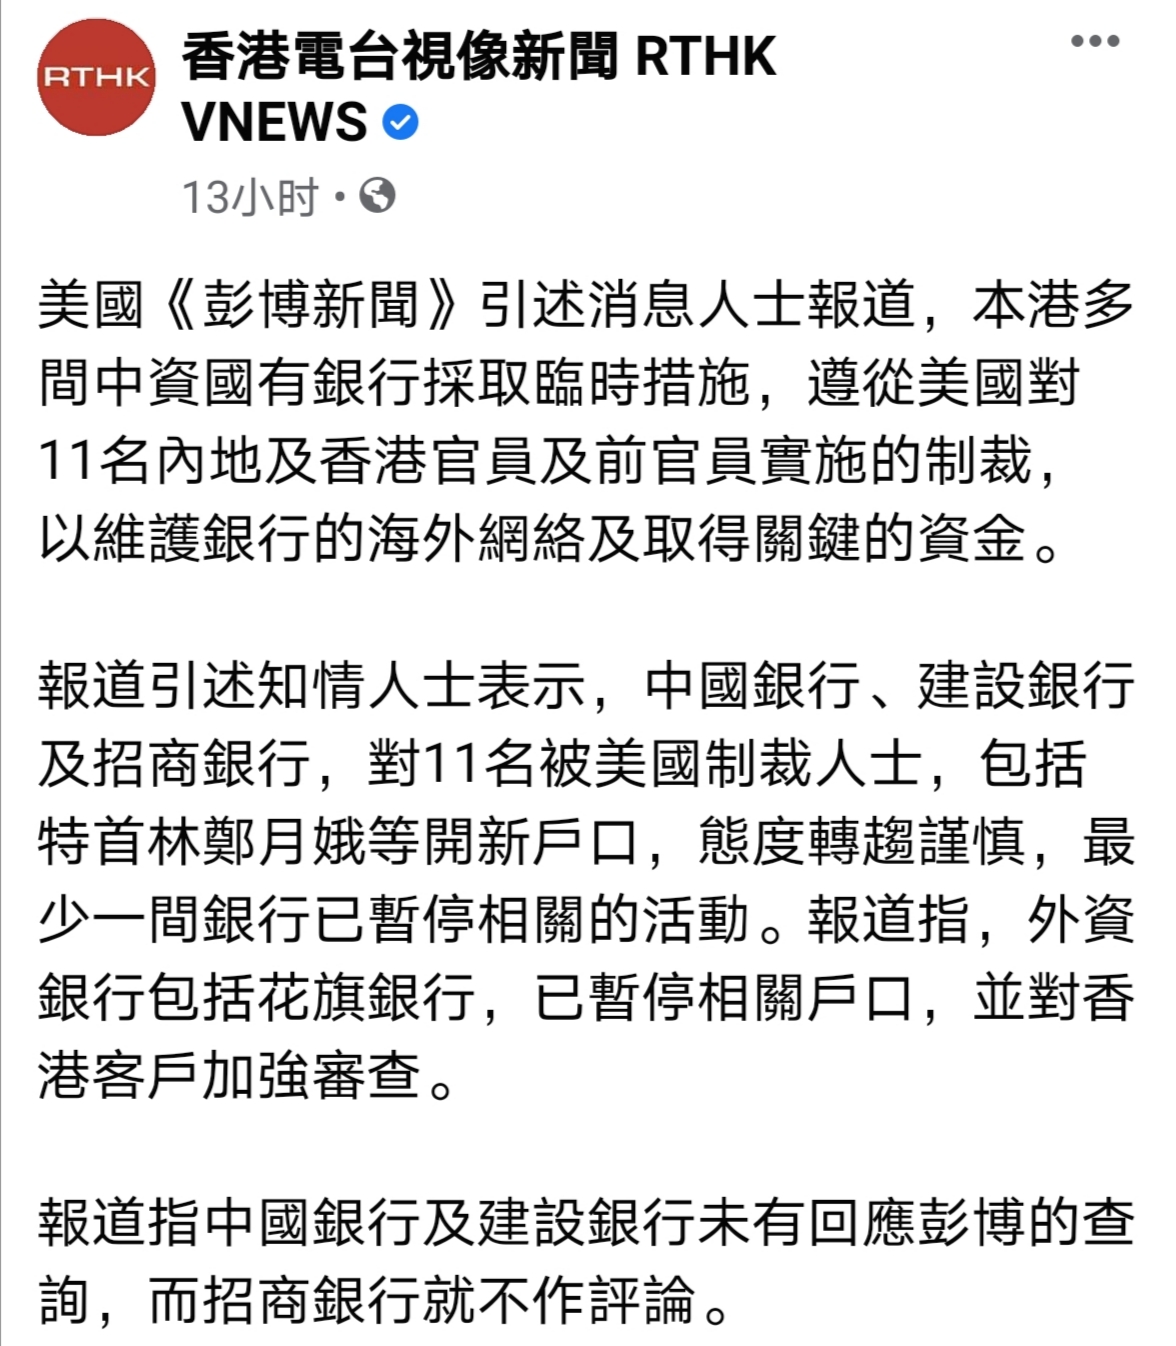 RTHK
香港電台視像新聞 RTHK
VNEWS
13小时
美國《彭博新聞》引述消息人士報道，本港多
間中資國有銀行採取臨時措施，遵從美國對
11名內地及香港官員及前官員實施的制裁，
以維護銀行的海外網絡及取得關鍵的資金。
報道引述知情人士表示，中國銀行、建設銀行
及招商銀行，對11名被美國制裁人士，包括
特首林鄭月娥等開新戶口，態度轉趨謹慎，最
少一間銀行已暫停相關的活動。報道指，外資
銀行包括花旗銀行，已暫停相關戶口，並對香
港客戶加強審查。
報道指中國銀行及建設銀行未有回應彭博的查
詢，而招商銀行就不作評論。